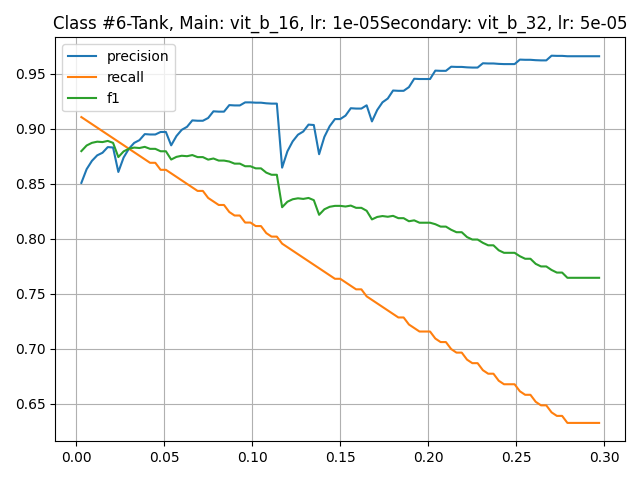 Class #6-Tank, Main: vit_b_16, lr: 1e-05Secondary: vit_b_32, lr: 5e-05
precision
recall
f1
0.95
0.90
0.85
0.80
0.75
0.70
0.65
0.00 0.05 0.10 0.15 0.20 0.25 0.30